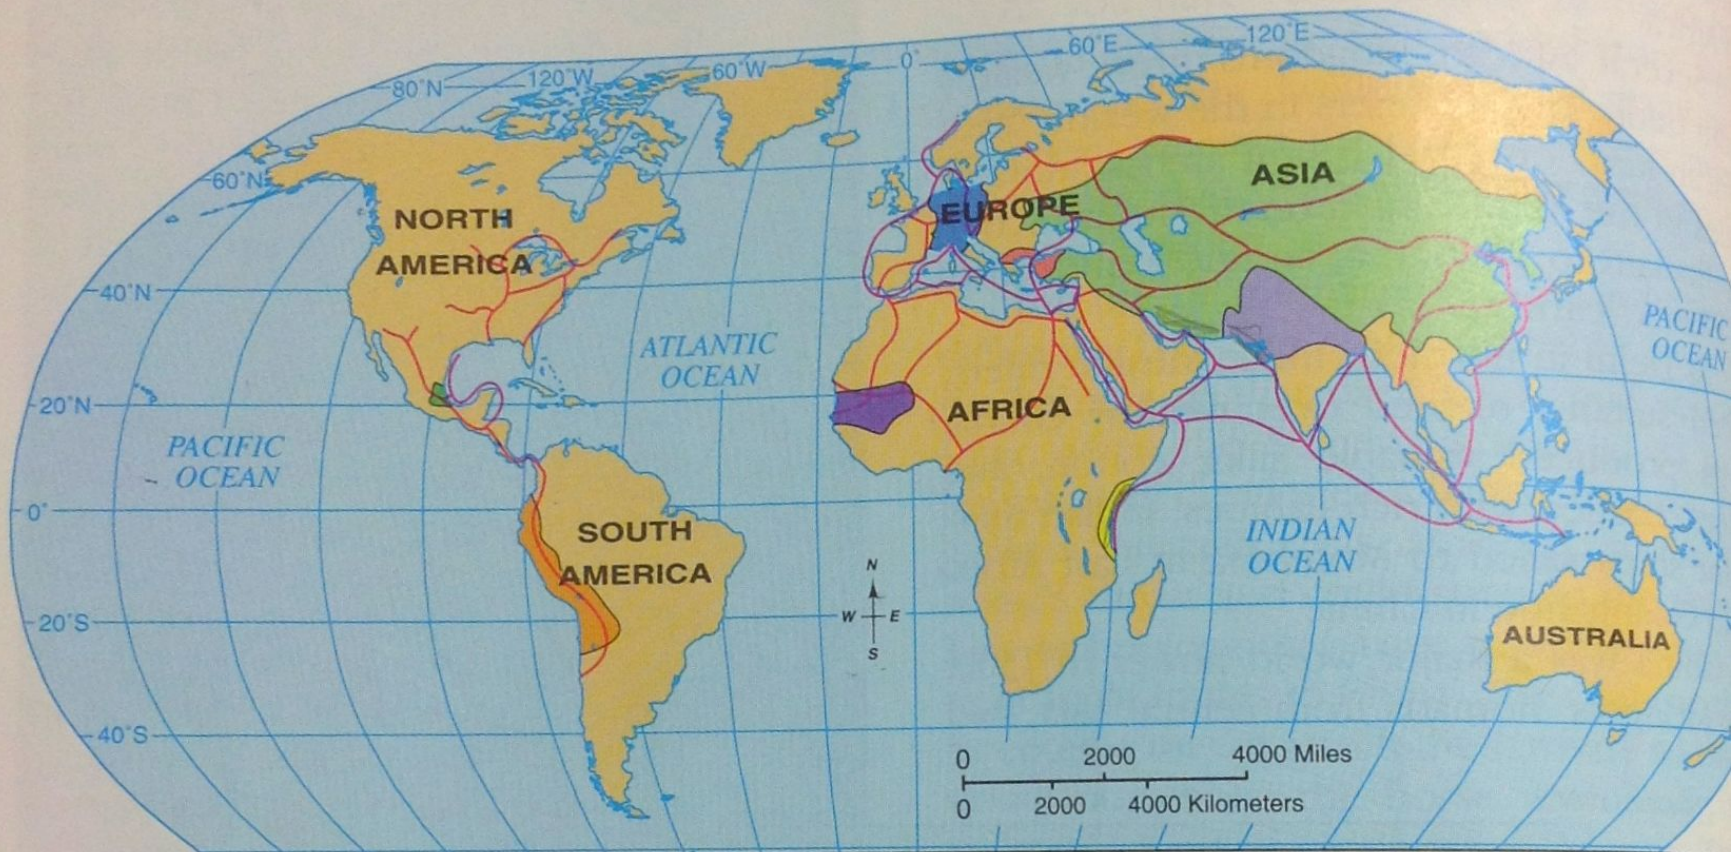 80°N
120°W
60°W
0°
60°E
120°E
60°N
NORTH
AMERICA
EUROPE
ASIA
40°N
ATLANTIC
OCEAN
PACIFIC
OCEAN
20°N
AFRICA
PACIFIC
OCEAN
0°
SOUTH
AMERICA
INDIAN
OCEAN
N
W E
S
20°S
AUSTRALIA
40°S
0 2000 4000 Miles
0 2000 4000 Kilometers